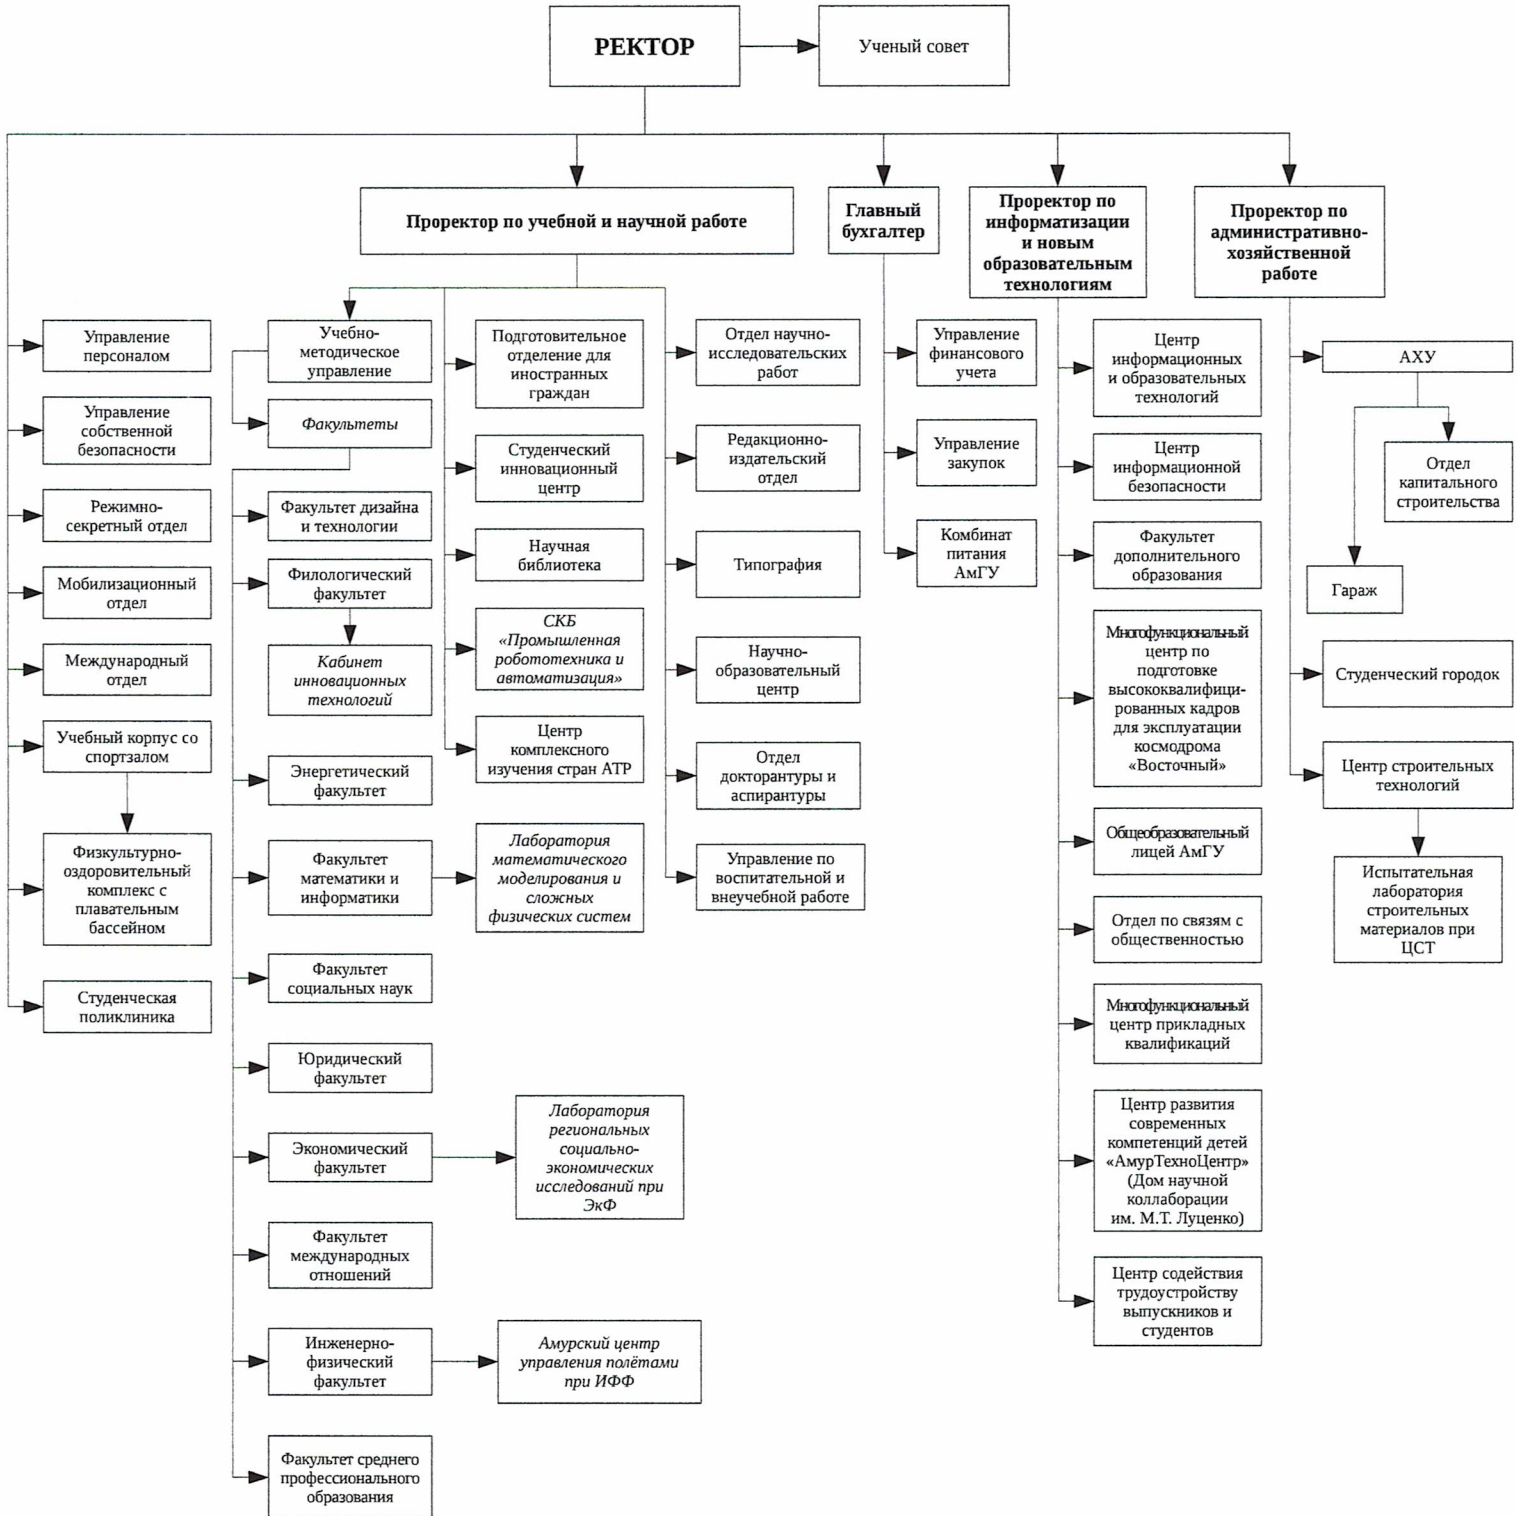 РЕКТОР
Ученый совет
Проректор по учебной и научной работе
Главный
бухгалтер
Проректор по
информатизации
и новым
образовательным
технологиям
Проректор по
административно-
хозяйственной
работе
Управление
персоналом
Управление
собственной
безопасности
Режимно-
секретный отдел
Мобилизационный
отдел
Международный
отдел
Учебный корпус со
спортзалом
Физкультурно-
оздоровительный
комплекс с
плавательным
бассейном
Студенческая
поликлиника
Учебно-
методическое
управление
Факультеты
Факультет дизайна
и технологии
Филологический
факультет
Кабинет
инновационных
технологий
Энергетический
факультет
Факультет
математики и
информатики
Факультет
социальных наук
Юридический
факультет
Экономический
факультет
Факультет
международных
отношений
Инженерно-
физический
факультет
Факультет среднего
профессионального
образования
Подготовительное
отделение для
иностранных
граждан
Студенческий
инновационный
центр
Научная
библиотека
СКБ
«Промышленная
робототехника и
автоматизация»
Центр
комплексного
изучения стран АТР
Лаборатория
математического
моделирования и
сложных
физических систем
Лаборатория
региональных
социально-
экономических
исследований при
ЭкФ
Амурский центр
управления полётами
при ИФФ
Отдел научно-
исследовательских
работ
Редакционно-
издательский
отдел
Типография
Научно-
образовательный
центр
Отдел
докторантуры и
аспирантуры
Управление по
воспитательной и
внеучебной работе
Управление
финансового
учета
Управление
закупок
Комбинат
питания
АмГУ
Центр
информационных
и образовательных
технологий
Центр
информационной
безопасности
Факультет
дополнительного
образования
Многофункциональный
центр по
подготовке
высококвалифици-
рованных кадров
для эксплуатации
космодрома
«Восточный»
Общеобразовательный
лицей АмГУ
Отдел по связям с
общественностью
Многофункциональный
центр прикладных
квалификаций
Центр развития
современных
компетенций детей
«АмурТехноЦентр»
(Дом научной
коллаборации
им. М.Т. Луценко)
Центр содействия
трудоустройству
выпускников и
студентов
АХУ
Отдел
капитального
строительства
Гараж
Студенческий городок
Центр строительных
технологий
Испытательная
лаборатория
строительных
материалов при
ЦСТ